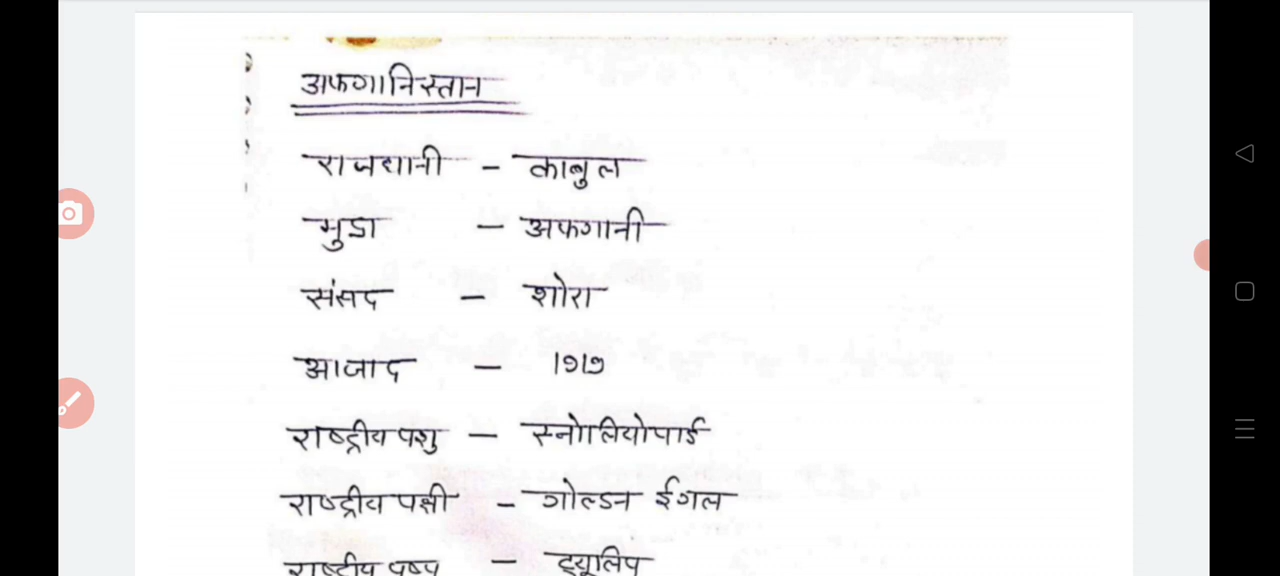 अफगानिस्तान
राजधानी - काबुल
मुद्रा - अफगानी
संसद - शोरा
आजाद - 1919
राष्ट्रीय पशु - स्नोलियोपार्ड
राष्ट्रीय पक्षी - गोल्डन ईगल
राष्ट्रीय पुष्प - ट्यूलिप